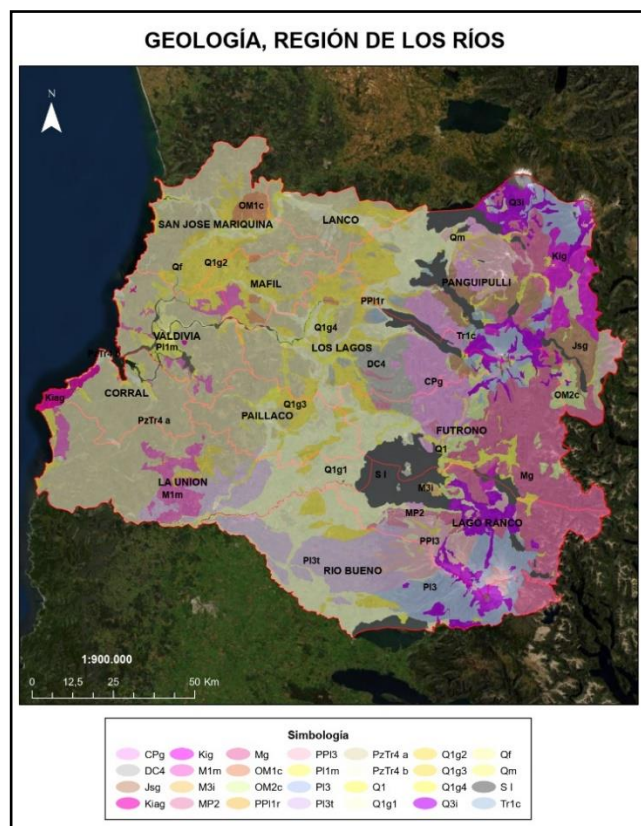 GEOLOGÍA, REGIÓN DE LOS RÍOS
N
OM1c
SAN JOSE MARIQUINA
LANCO
Q3i
Qm
Kig
Qf
Q1g2
MAFIL
PANGUIPULLI
PPl1r
VALDIVIA
Pl1m
Q1g4
LOS LAGOS
Tr1c
Jsg
DC4
CORRAL
Kiag
CPg
OM2c
PzTr4 a
PAILLACO
Q1g3
FUTRONO
Q1
Q1g1
S I
Mg
LA UNION
M1m
M3i
MP2
LAGO RANCO
PPl3
Pl3t
RIO BUENO
Pl3
1:900.000
0 12,5 25 50 Km
Simbología
CPg Kig Mg PPl3 PzTr4 a Q1g2 Qf
DC4 M1m OM1c Pl1m PzTr4 b Q1g3 Qm
Jsg M3i OM2c Pl3 Q1 Q1g4 S I
Kiag MP2 PPl1r Pl3t Q1g1 Q3i Tr1c